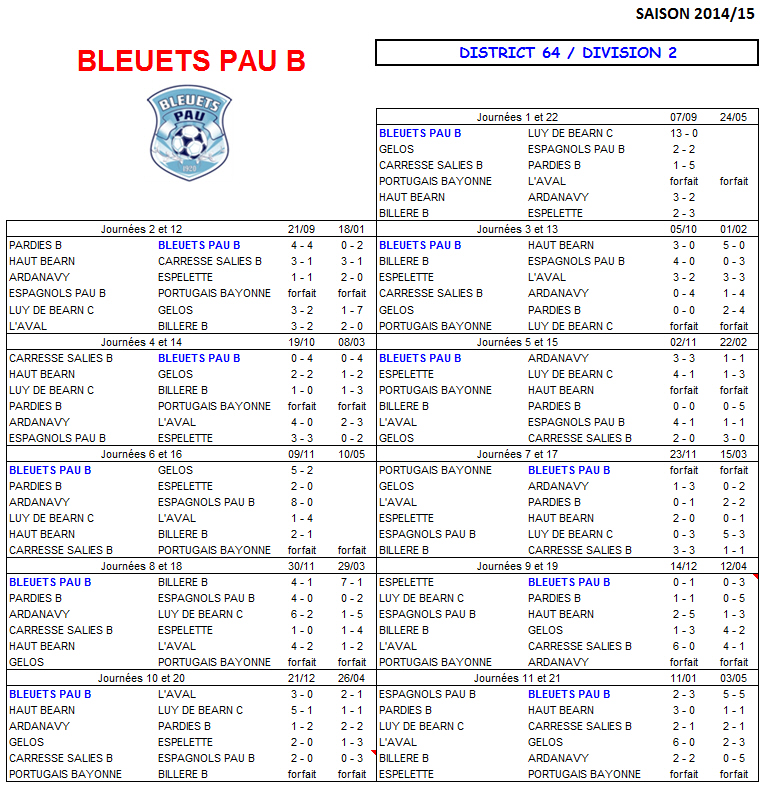 SAISON 2014/15
BLEUETS PAU B
DISTRICT 64 / DIVISION 2
BLEUETS
PAU
1920
Journées 1 et 22 07/09 24/05
BLEUETS PAU B LUY DE BEARN C 13 - 0
GELOS ESPAGNOLS PAU B 2 - 2
CARRESSE SALIES B PARDIES B 1 - 5
PORTUGAIS BAYONNE L'AVAL forfait forfait
HAUT BEARN ARDANAVY 3 - 2
BILLERE B ESPELETTE 2 - 3
Journées 2 et 12 21/09 18/01
PARDIES B BLEUETS PAU B 4 - 4 0 - 2
HAUT BEARN CARRESSE SALIES B 3 - 1 3 - 1
ARDANAVY ESPELETTE 1 - 1 2 - 0
ESPAGNOLS PAU B PORTUGAIS BAYONNE forfait forfait
LUY DE BEARN C GELOS 3 - 2 1 - 7
L'AVAL BILLERE B 3 - 2 2 - 0
Journées 3 et 13 05/10 01/02
BLEUETS PAU B HAUT BEARN 3 - 0 5 - 0
BILLERE B ESPAGNOLS PAU B 4 - 0 0 - 3
ESPELETTE L'AVAL 3 - 2 3 - 3
CARRESSE SALIES B ARDANAVY 0 - 4 1 - 4
GELOS PARDIES B 0 - 0 2 - 4
PORTUGAIS BAYONNE LUY DE BEARN C forfait forfait
Journées 4 et 14 19/10 08/03
CARRESSE SALIES B BLEUETS PAU B 0 - 4 0 - 4
HAUT BEARN GELOS 2 - 2 1 - 2
LUY DE BEARN C BILLERE B 1 - 0 1 - 3
PARDIES B PORTUGAIS BAYONNE forfait forfait
ARDANAVY L'AVAL 4 - 0 2 - 3
ESPAGNOLS PAU B ESPELETTE 3 - 3 0 - 2
Journées 5 et 15 02/11 22/02
BLEUETS PAU B ARDANAVY 3 - 3 1 - 1
ESPELETTE LUY DE BEARN C 4 - 1 1 - 3
PORTUGAIS BAYONNE HAUT BEARN forfait forfait
BILLERE B PARDIES B 0 - 0 0 - 5
L'AVAL ESPAGNOLS PAU B 4 - 1 1 - 1
GELOS CARRESSE SALIES B 2 - 0 3 - 0
Journées 6 et 16 09/11 10/05
BLEUETS PAU B GELOS 5 - 2
PARDIES B ESPELETTE 2 - 0
ARDANAVY ESPAGNOLS PAU B 8 - 0
LUY DE BEARN C L'AVAL 1 - 4
HAUT BEARN BILLERE B 2 - 1
CARRESSE SALIES B PORTUGAIS BAYONNE forfait forfait
Journées 7 et 17 23/11 15/03
PORTUGAIS BAYONNE BLEUETS PAU B forfait forfait
GELOS ARDANAVY 1 - 3 0 - 2
L'AVAL PARDIES B 0 - 1 2 - 2
ESPELETTE HAUT BEARN 2 - 0 0 - 1
ESPAGNOLS PAU B LUY DE BEARN C 0 - 3 5 - 3
BILLERE B CARRESSE SALIES B 3 - 3 1 - 1
Journées 8 et 18 30/11 29/03
BLEUETS PAU B BILLERE B 4 - 1 7 - 1
PARDIES B ESPAGNOLS PAU B 4 - 0 0 - 2
ARDANAVY LUY DE BEARN C 6 - 2 1 - 5
CARRESSE SALIES B ESPELETTE 1 - 0 1 - 4
HAUT BEARN L'AVAL 4 - 2 1 - 2
GELOS PORTUGAIS BAYONNE forfait forfait
Journées 9 et 19 14/12 12/04
ESPELETTE BLEUETS PAU B 0 - 1 0 - 3
LUY DE BEARN C PARDIES B 1 - 1 0 - 5
ESPAGNOLS PAU B HAUT BEARN 2 - 5 1 - 3
BILLERE B GELOS 1 - 3 4 - 2
L'AVAL CARRESSE SALIES B 6 - 0 4 - 1
PORTUGAIS BAYONNE ARDANAVY forfait forfait
Journées 10 et 20 21/12 26/04
BLEUETS PAU B L'AVAL 3 - 0 2 - 1
HAUT BEARN LUY DE BEARN C 5 - 1 1 - 1
ARDANAVY PARDIES B 1 - 2 2 - 2
GELOS ESPELETTE 2 - 0 1 - 3
CARRESSE SALIES B ESPAGNOLS PAU B 2 - 0 0 - 3
PORTUGAIS BAYONNE BILLERE B forfait forfait
Journées 11 et 21 11/01 03/05
ESPAGNOLS PAU B BLEUETS PAU B 2 - 3 5 - 5
PARDIES B HAUT BEARN 3 - 0 1 - 1
LUY DE BEARN C CARRESSE SALIES B 2 - 1 2 - 1
L'AVAL GELOS 6 - 0 2 - 3
BILLERE B ARDANAVY 2 - 2 0 - 2
ESPELETTE PORTUGAIS BAYONNE forfait forfait